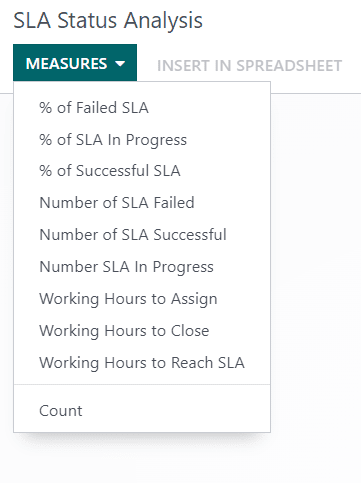 SLA Status Analysis
MEASURES
INSERT IN SPREADSHEET
% of Failed SLA
% of SLA In Progress
% of Successful SLA
Number of SLA Failed
Number of SLA Successful
Number SLA In Progress
Working Hours to Assign
Working Hours to Close
Working Hours to Reach SLA
Count